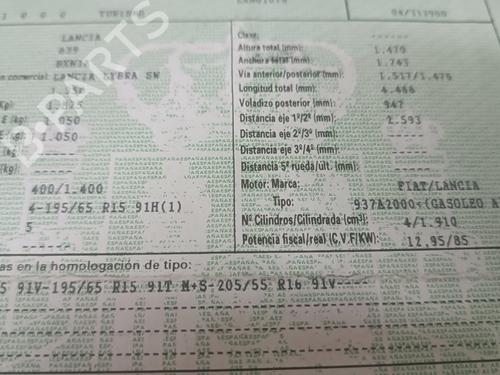 TURISMO
LANCIA
839
comercial: LANCIA LYBRA SW
1.050
1.050
400/1.400
4-195/65 R15 91H(1)
5
Clase:
Altura total (mm): 1.470
Anchura total (mm): 1.743
Vía anterior/posterior (mm): 1.517/1.476
Longitud total (mm): 4.466
Voladizo posterior (mm): 947
Distancia eje 1º/2º (mm): 2.593
Distancia eje 2º/3º (mm):
Distancia eje 3º/4º (mm):
Distancia 5ª rueda/últ. (mm):
Motor: Marca: FIAT/LANCIA
Tipo: 937A2000-(GASOLEO A
Nº Cilindros/Cilindrada (cm³): 4/1.910
Potencia fiscal/real (C.V.F/KW): 12,95/85
as en la homologación de tipo:
5 91V-195/65 R15 91T M+S-205/55 R16 91V----
B-PARTS